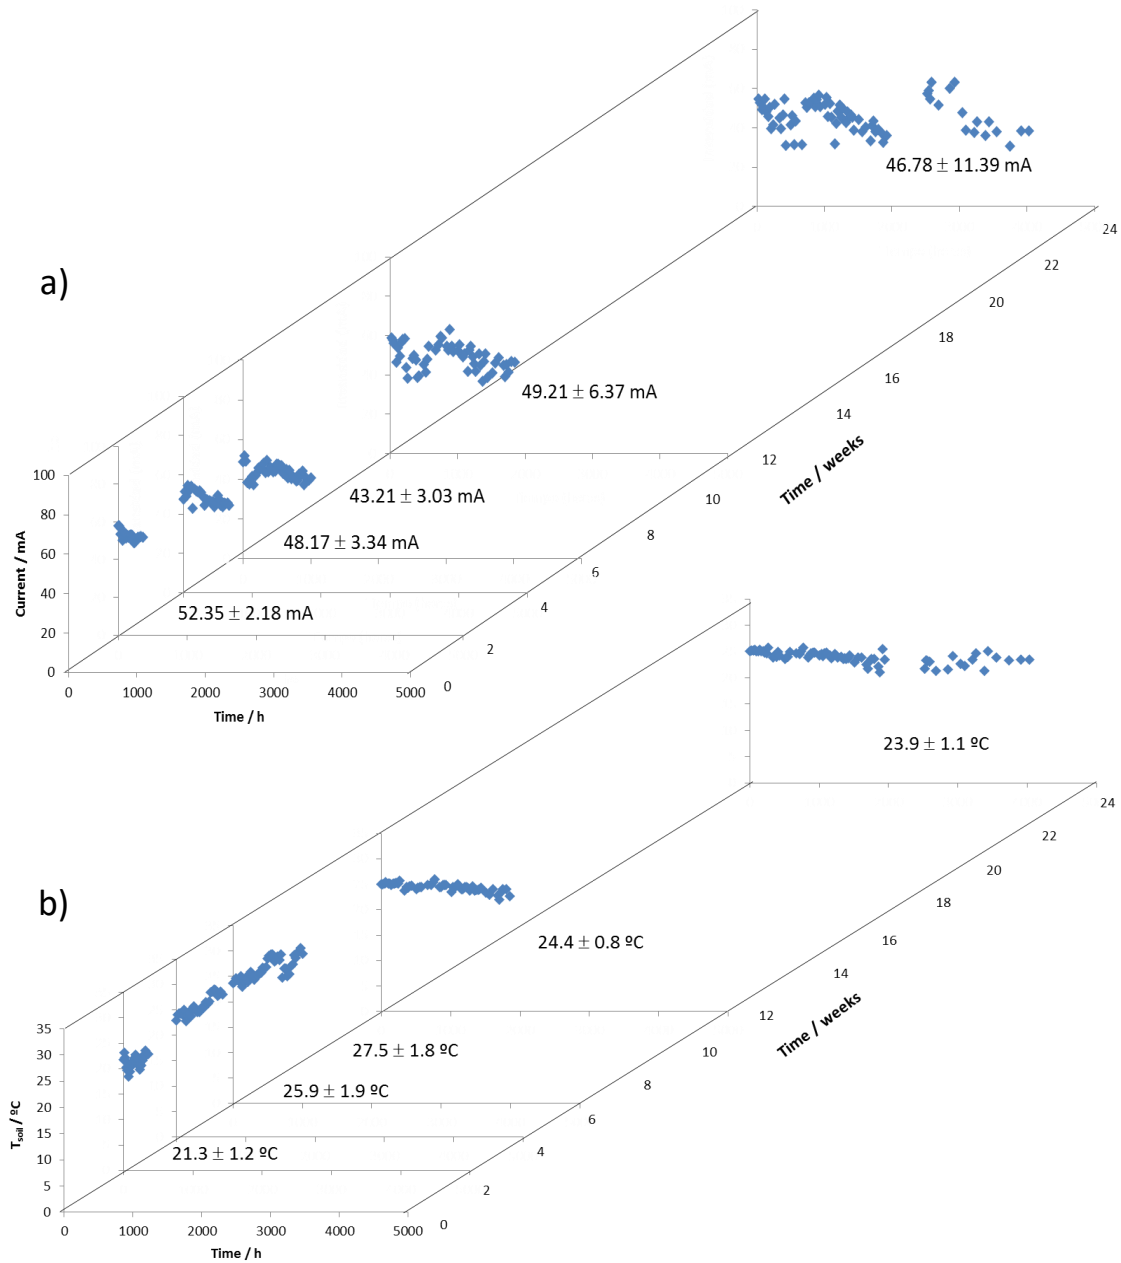 a)
46.78 ± 11.39 mA
49.21 ± 6.37 mA
43.21 ± 3.03 mA
48.17 ± 3.34 mA
52.35 ± 2.18 mA
Current / mA
100
80
60
40
20
0
0 1000 2000 3000 4000 5000
Time / h
0
2
4
6
8
10
12
14
16
18
20
22
24
Time / weeks
b)
23.9 ± 1.1 ºC
24.4 ± 0.8 ºC
27.5 ± 1.8 ºC
25.9 ± 1.9 ºC
21.3 ± 1.2 ºC
Tsoil / ºC
35
30
25
20
15
10
5
0
0 1000 2000 3000 4000 5000
Time / h
0
2
4
6
8
10
12
14
16
18
20
22
24
Time / weeks